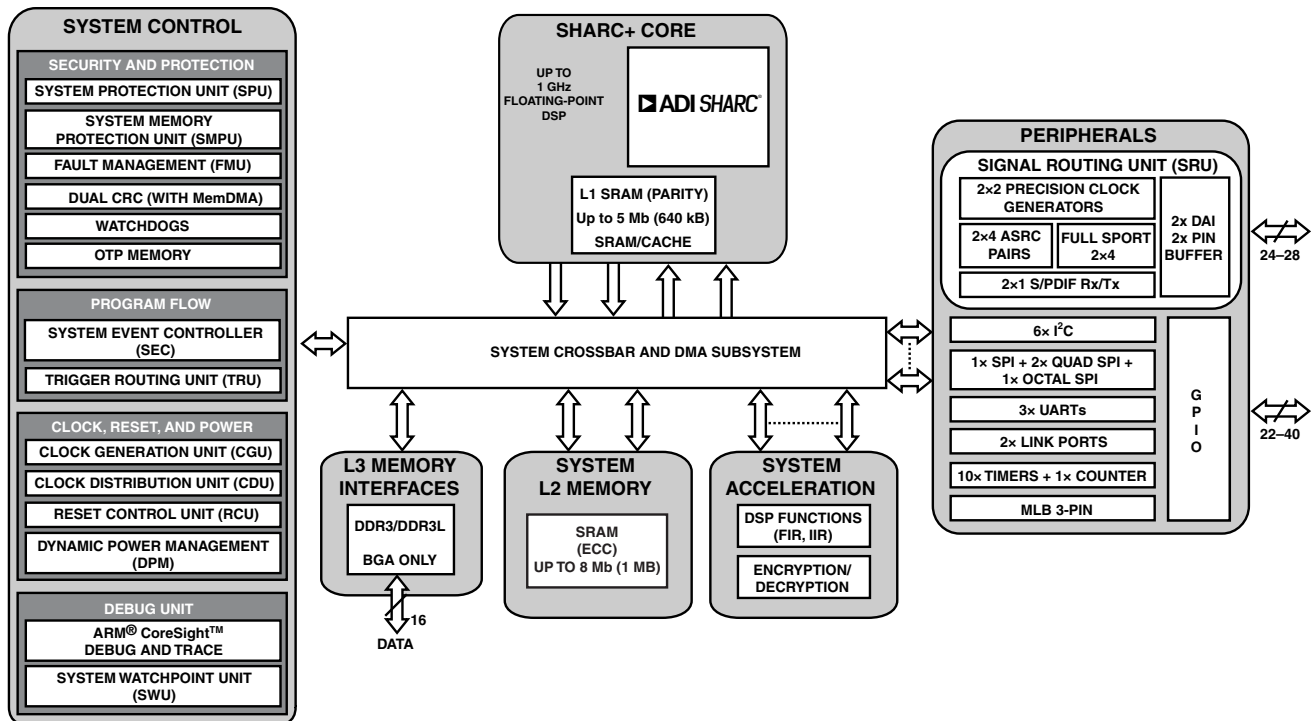 SYSTEM CONTROL
SECURITY AND PROTECTION
SYSTEM PROTECTION UNIT (SPU)
SYSTEM MEMORY
PROTECTION UNIT (SMPU)
FAULT MANAGEMENT (FMU)
DUAL CRC (WITH MemDMA)
WATCHDOGS
OTP MEMORY
PROGRAM FLOW
SYSTEM EVENT CONTROLLER
(SEC)
TRIGGER ROUTING UNIT (TRU)
CLOCK, RESET, AND POWER
CLOCK GENERATION UNIT (CGU)
CLOCK DISTRIBUTION UNIT (CDU)
RESET CONTROL UNIT (RCU)
DYNAMIC POWER MANAGEMENT
(DPM)
DEBUG UNIT
ARM® CoreSight™
DEBUG AND TRACE
SYSTEM WATCHPOINT UNIT
(SWU)
SHARC+ CORE
UP TO
1 GHz
FLOATING-POINT
DSP
ADI SHARC®
L1 SRAM (PARITY)
Up to 5 Mb (640 kB)
SRAM/CACHE
SYSTEM CROSSBAR AND DMA SUBSYSTEM
L3 MEMORY
INTERFACES
DDR3/DDR3L
BGA ONLY
16
DATA
SYSTEM
L2 MEMORY
SRAM
(ECC)
UP TO 8 Mb (1 MB)
SYSTEM
ACCELERATION
DSP FUNCTIONS
(FIR, IIR)
ENCRYPTION/
DECRYPTION
PERIPHERALS
SIGNAL ROUTING UNIT (SRU)
2×2 PRECISION CLOCK
GENERATORS
2×4 ASRC
PAIRS
FULL SPORT
2×4
2×1 S/PDIF Rx/Tx
2x DAI
2x PIN
BUFFER
24–28
6× I²C
1× SPI + 2× QUAD SPI +
1× OCTAL SPI
3× UARTs
2× LINK PORTS
10× TIMERS + 1× COUNTER
MLB 3-PIN
G
P
I
O
22–40